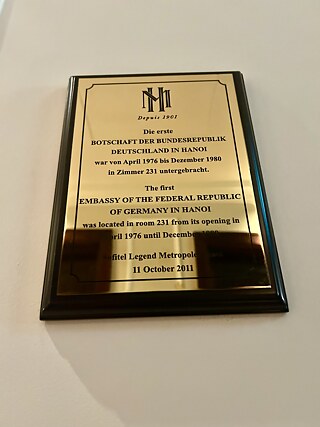 Depuis 1901
Die erste
BOTSCHAFT DER BUNDESREPUBLIK
DEUTSCHLAND IN HANOI
war von April 1976 bis Dezember 1980
in Zimmer 231 untergebracht.
The first
EMBASSY OF THE FEDERAL REPUBLIC
OF GERMANY IN HANOI
was located in room 231 from its opening in
1976 until
Legend
11 October 2011